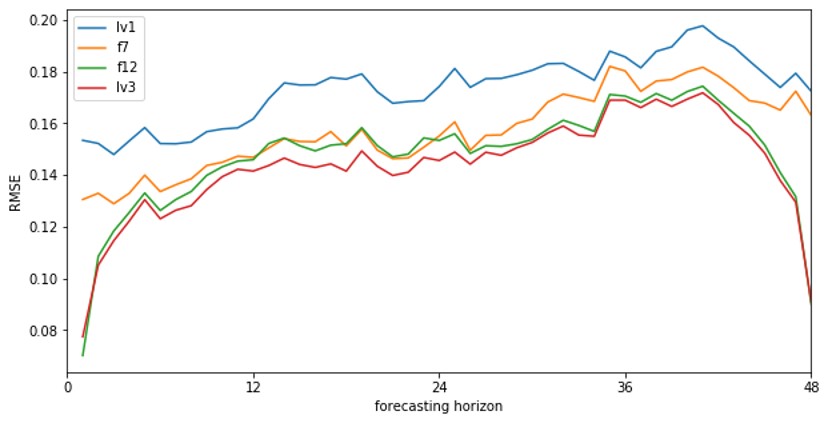 0.20
0.18
0.16
0.14
0.12
0.10
0.08
RMSE
lv1
f7
f12
lv3
0 12 24 36 48
forecasting horizon